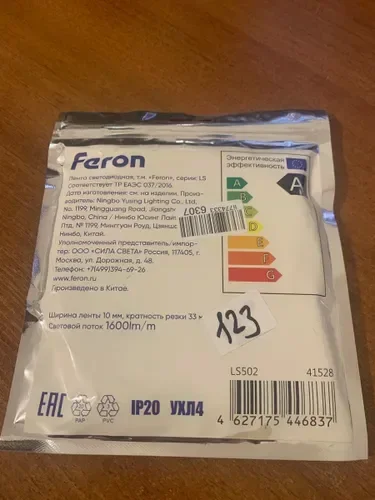 Feron
Лента светодиодная, т.м. «Feron», серии: LS
соответствует ТР ЕАЭС 037/2016
Дата изготовления: см. на изделии. Произ-
водитель: Ningbo Yusing Lighting Co., Ltd,
No. 1199, Mingguang Road, Jiangshan
Ningbo, China / Нинбо Юсинг Лайт
Лтд, № 1199, Мингтуан Роуд, Цзянш
Нинбо, Китай.
Уполномоченный представитель/импор-
тер: ООО «СИЛА СВЕТА» Россия, 117405, г.
Москва, ул. Дорожная, д. 48.
Телефон: +7(499)394-69-26
www.feron.ru
Произведено в Китае.
6307
Энергетическая
эффективность
A
A
B
C
D
E
F
G
Ширина ленты 10 мм, кратность резки 33 м
Световой поток 1600lm/m
123
LS502 41528
4 627175 446837
EAC
PAP
PVC
IP20 УХЛ4